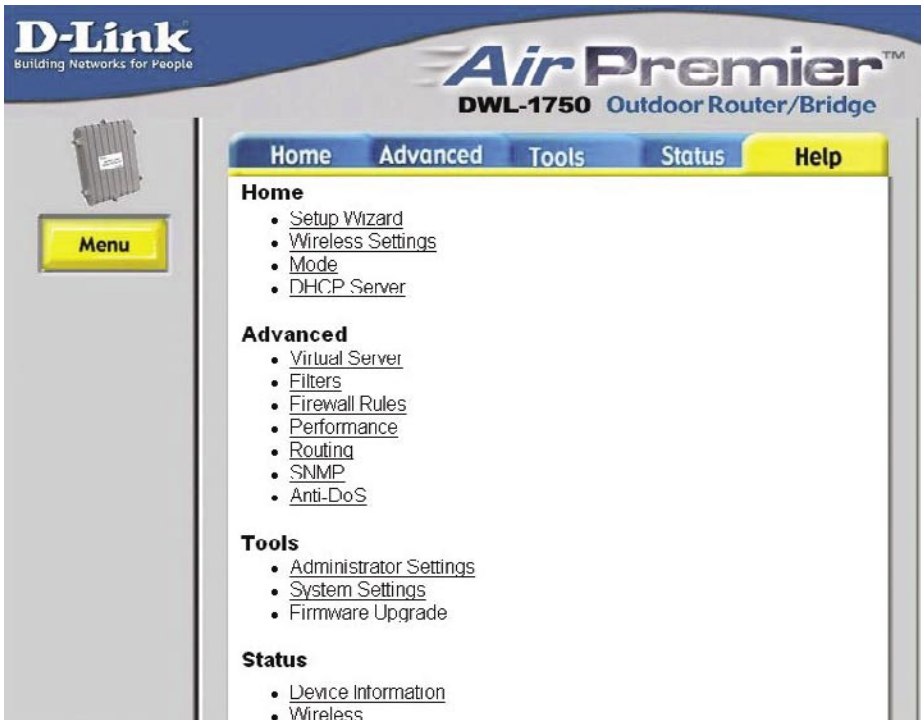 D-Link
Building Networks for People
Air Premier™
DWL-1750 Outdoor Router/Bridge
Menu
Home Advanced Tools Status Help
Home
• Setup Wizard
• Wireless Settings
• Mode
• DHCP Server
Advanced
• Virtual Server
• Filters
• Firewall Rules
• Performance
• Routing
• SNMP
• Anti-DoS
Tools
• Administrator Settings
• System Settings
• Firmware Upgrade
Status
• Device Information
• Wireless